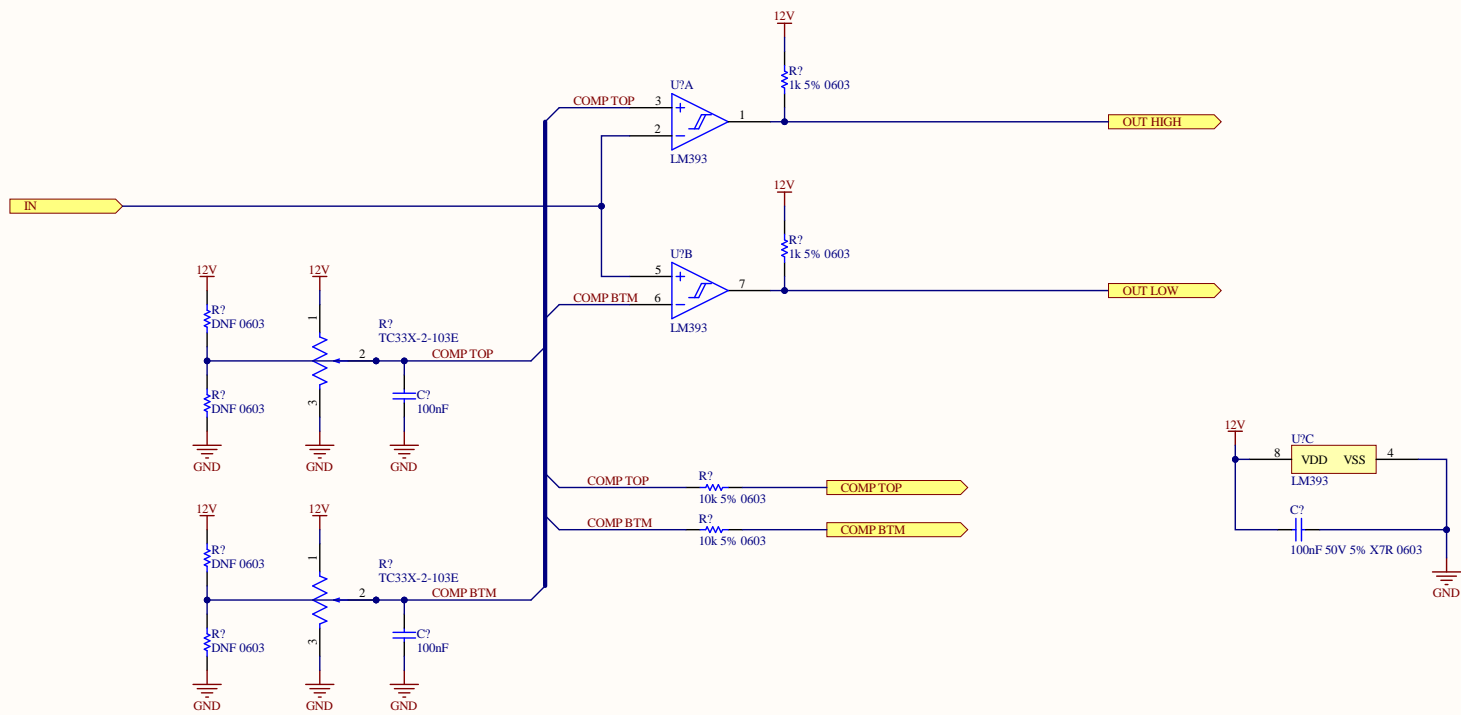 12V
R?
1k 5% 0603
U?A
COMP TOP
3
2
1
LM393
OUT HIGH
IN
12V
R?
1k 5% 0603
U?B
5
6
7
COMP BTM
LM393
OUT LOW
12V
12V
R?
DNF 0603
1
R?
TC33X-2-103E
2
COMP TOP
R?
DNF 0603
3
C?
100nF
GND
GND
GND
12V
U?C
8
VDD
VSS
4
LM393
C?
100nF 50V 5% X7R 0603
GND
COMP TOP
R?
10k 5% 0603
COMP TOP
COMP BTM
R?
10k 5% 0603
COMP BTM
12V
12V
R?
DNF 0603
1
R?
TC33X-2-103E
2
COMP BTM
R?
DNF 0603
3
C?
100nF
GND
GND
GND